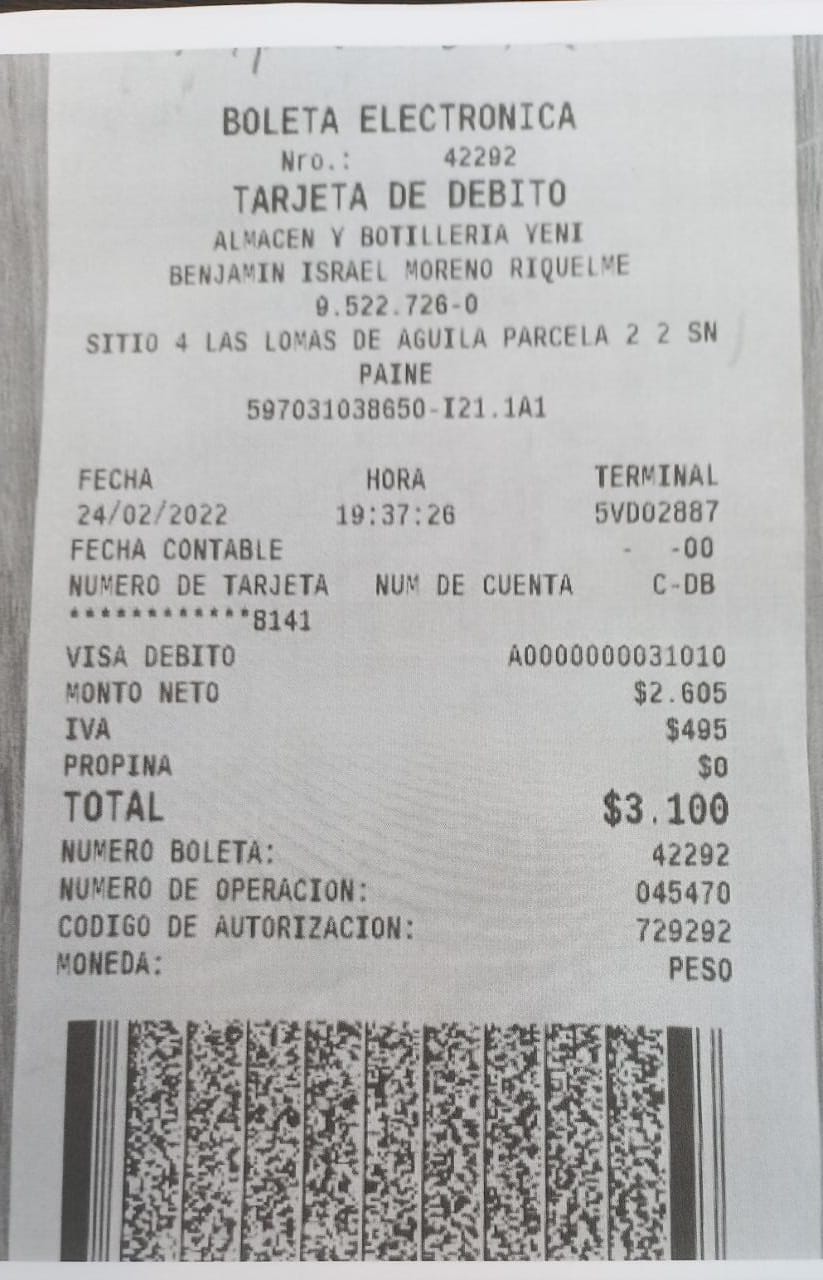 BOLETA ELECTRONICA
Nro.: 42292
TARJETA DE DEBITO
ALMACEN Y BOTILLERIA YENI
BENJAMIN ISRAEL MORENO RIQUELME
9.522.726-0
SITIO 4 LAS LOMAS DE AGUILA PARCELA 2 2 SN
PAINE
597031038650-I21.1A1
FECHA HORA TERMINAL
24/02/2022 19:37:26 5VD02887
FECHA CONTABLE - -00
NUMERO DE TARJETA NUM DE CUENTA C-DB
************8141
VISA DEBITO A0000000031010
MONTO NETO $2.605
IVA $495
PROPINA $0
TOTAL $3.100
NUMERO BOLETA: 42292
NUMERO DE OPERACION: 045470
CODIGO DE AUTORIZACION: 729292
MONEDA: PESO